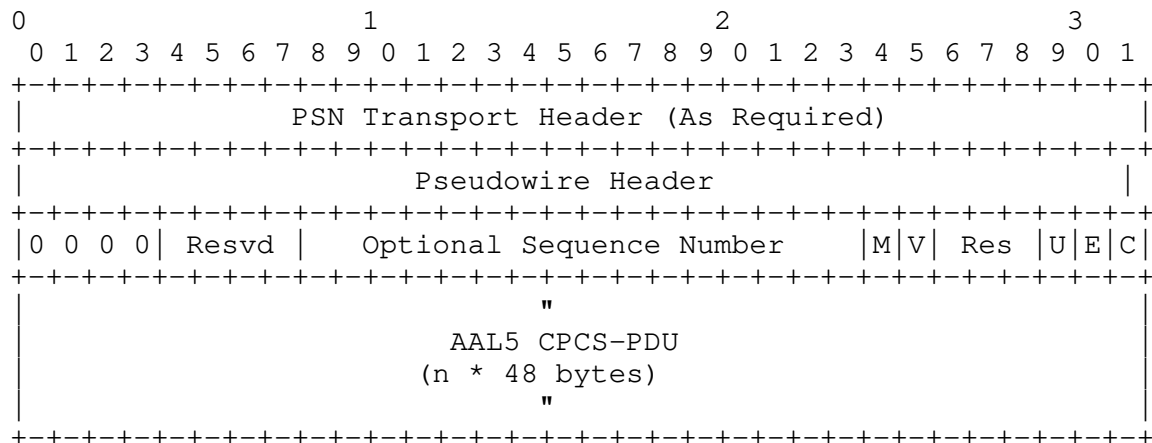 0                   1                   2                   3
 0 1 2 3 4 5 6 7 8 9 0 1 2 3 4 5 6 7 8 9 0 1 2 3 4 5 6 7 8 9 0 1
+-+-+-+-+-+-+-+-+-+-+-+-+-+-+-+-+-+-+-+-+-+-+-+-+-+-+-+-+-+-+-+-+
|               PSN Transport Header (As Required)              |
+-+-+-+-+-+-+-+-+-+-+-+-+-+-+-+-+-+-+-+-+-+-+-+-+-+-+-+-+-+-+-+-+
|                      Pseudowire Header                       |
+-+-+-+-+-+-+-+-+-+-+-+-+-+-+-+-+-+-+-+-+-+-+-+-+-+-+-+-+-+-+-+-+
|0 0 0 0| Resvd |   Optional Sequence Number    |M|V| Res |U|E|C|
+-+-+-+-+-+-+-+-+-+-+-+-+-+-+-+-+-+-+-+-+-+-+-+-+-+-+-+-+-+-+-+-+
|                             "                                 |
|                        AAL5 CPCS-PDU                          |
|                      (n * 48 bytes)                           |
|                             "                                 |
+-+-+-+-+-+-+-+-+-+-+-+-+-+-+-+-+-+-+-+-+-+-+-+-+-+-+-+-+-+-+-+-+